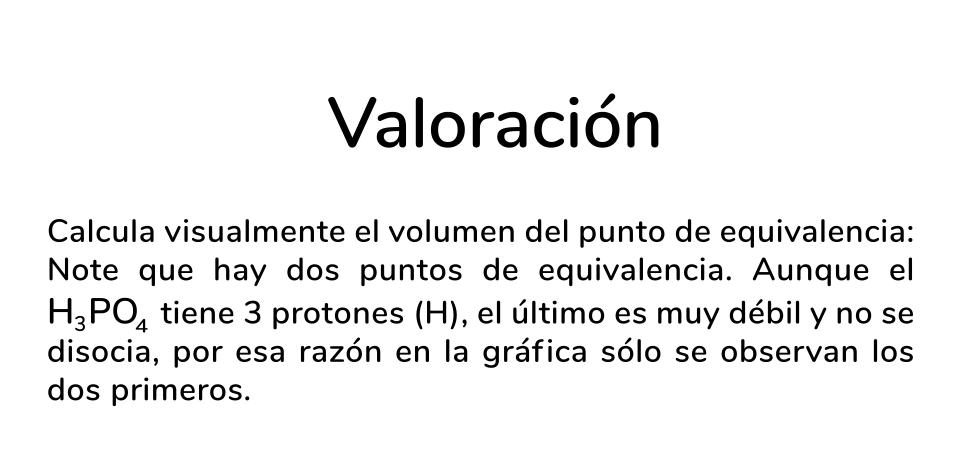 Valoración
Calcula visualmente el volumen del punto de equivalencia:
Note que hay dos puntos de equivalencia. Aunque el
H₃PO₄ tiene 3 protones (H), el último es muy débil y no se
disocia, por esa razón en la gráfica sólo se observan los
dos primeros.